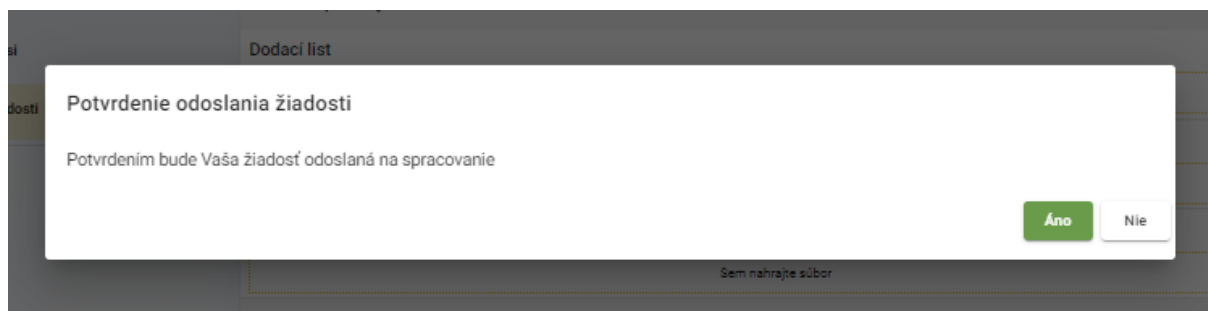 si
Dodací list
dosti
Potvrdenie odoslania žiadosti
Potvrdením bude Vaša žiadosť odoslaná na spracovanie
Áno Nie
Sem nahrajte súbor